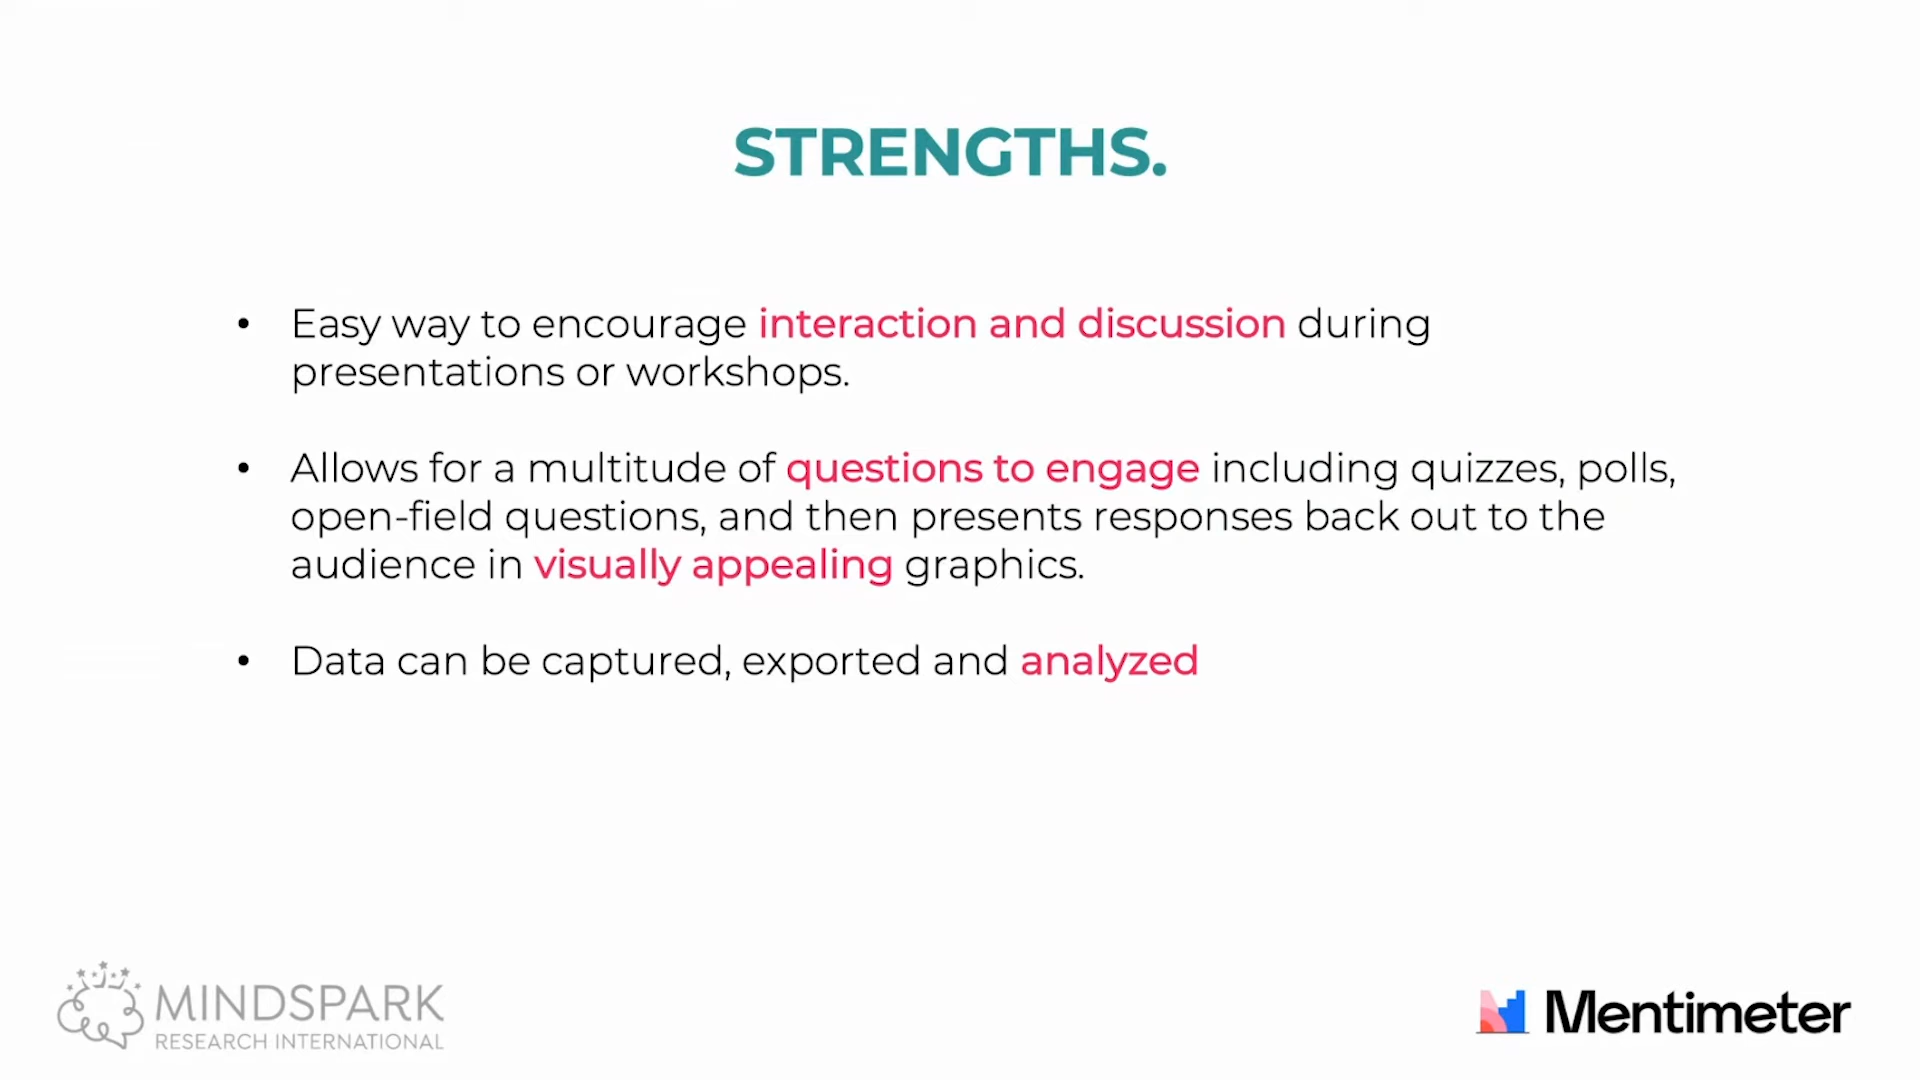 STRENGTHS.
• Easy way to encourage interaction and discussion during
presentations or workshops.
• Allows for a multitude of questions to engage including quizzes, polls,
open-field questions, and then presents responses back out to the
audience in visually appealing graphics.
• Data can be captured, exported and analyzed
MINDSPARK
RESEARCH INTERNATIONAL
Mentimeter